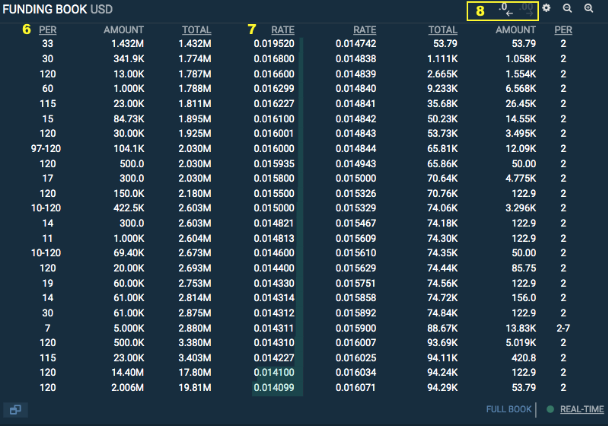 FUNDING BOOK USD 8 .0 .00
6 PER AMOUNT TOTAL 7 RATE RATE TOTAL AMOUNT PER
33 1.432M 1.432M 0.019520 0.014742 53.79 53.79 2
30 341.9K 1.774M 0.016800 0.014838 1.111K 1.058K 2
120 13.00K 1.787M 0.016600 0.014839 2.665K 1.554K 2
60 1.000K 1.788M 0.016299 0.014840 9.233K 6.568K 2
115 23.00K 1.811M 0.016227 0.014841 35.68K 26.45K 2
15 84.73K 1.895M 0.016100 0.014842 50.23K 14.55K 2
120 30.00K 1.925M 0.016001 0.014843 53.73K 3.495K 2
97-120 104.1K 2.030M 0.016000 0.014844 65.81K 12.09K 2
120 500.0 2.030M 0.015935 0.014943 65.86K 50.00 2
17 300.0 2.030M 0.015800 0.015000 70.64K 4.775K 2
120 150.0K 2.180M 0.015500 0.015326 70.76K 122.9 2
10-120 422.5K 2.603M 0.015000 0.015329 74.06K 3.296K 2
14 300.0 2.603M 0.014821 0.015467 74.18K 122.9 2
11 1.000K 2.604M 0.014813 0.015609 74.30K 122.9 2
10-120 69.40K 2.673M 0.014600 0.015610 74.35K 50.00 2
120 20.00K 2.693M 0.014400 0.015629 74.44K 85.75 2
19 60.00K 2.753M 0.014330 0.015751 74.56K 122.9 2
14 61.00K 2.814M 0.014314 0.015858 74.72K 156.0 2
30 61.00K 2.875M 0.014312 0.015892 74.84K 122.9 2
7 5.000K 2.880M 0.014311 0.015900 88.67K 13.83K 2-7
120 500.0K 3.380M 0.014310 0.016007 93.69K 5.019K 2
115 23.00K 3.403M 0.014227 0.016025 94.11K 420.8 2
120 14.40M 17.80M 0.014100 0.016034 94.24K 122.9 2
120 2.006M 19.81M 0.014099 0.016071 94.29K 53.79 2
FULL BOOK REAL-TIME